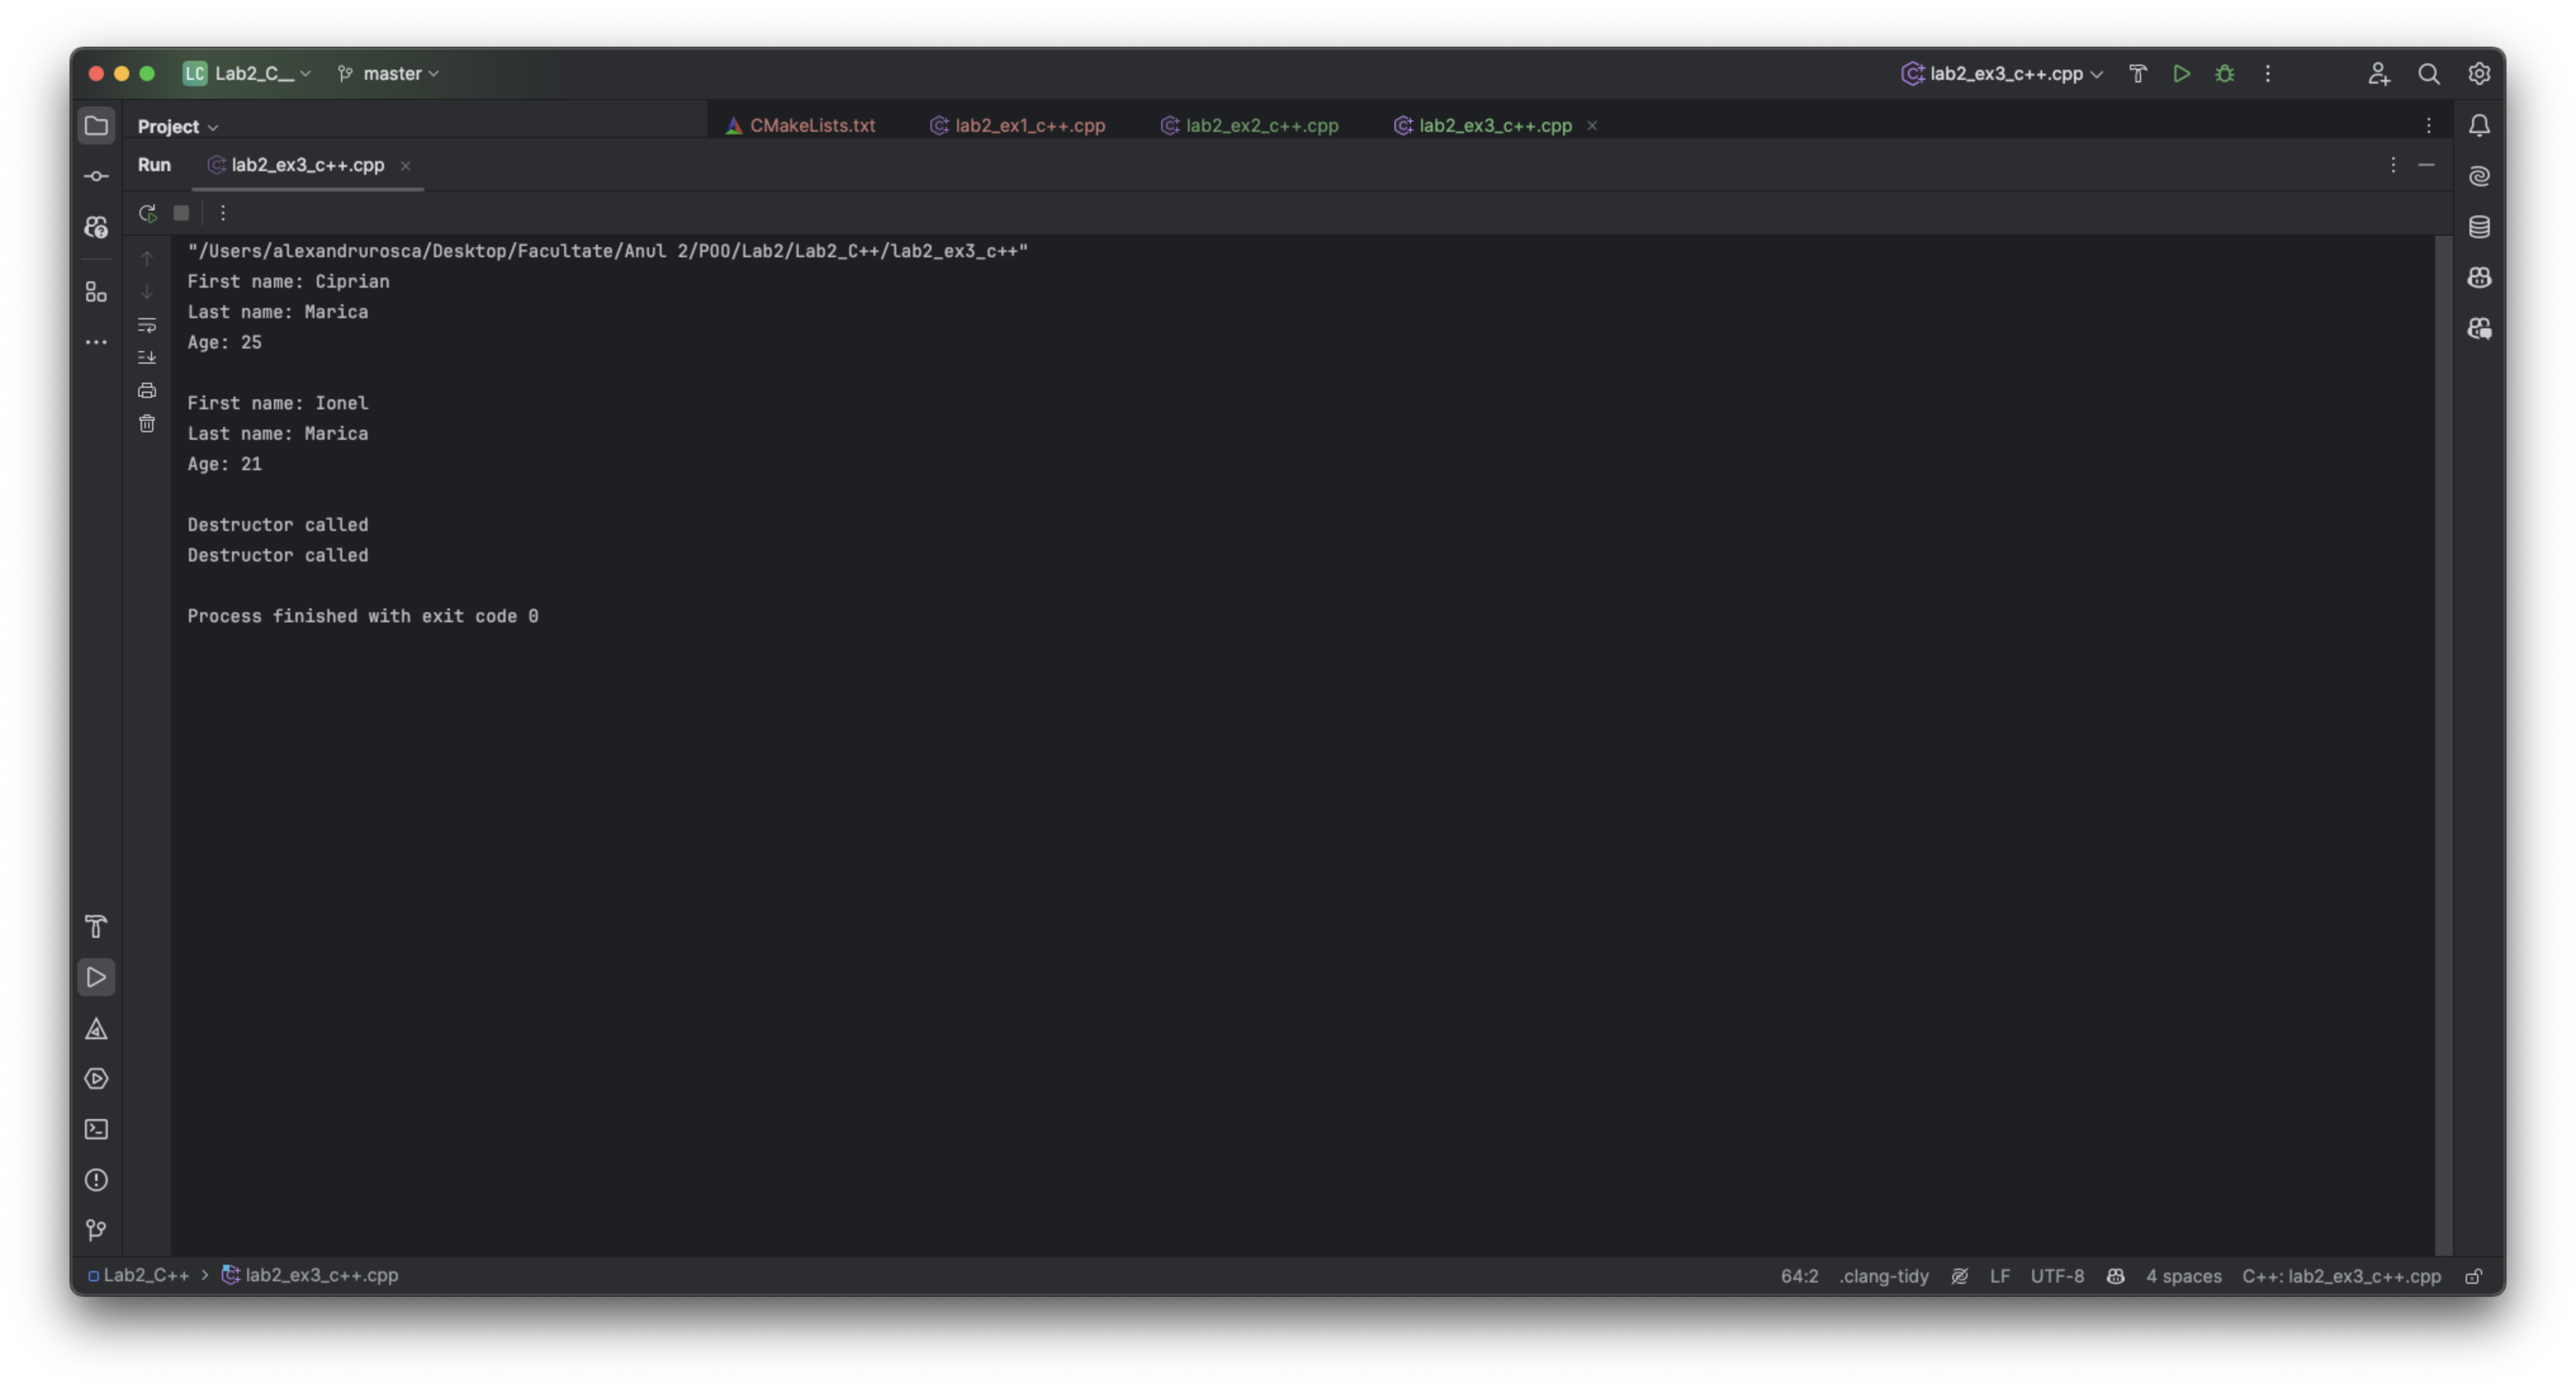 LC Lab2_C__ master lab2_ex3_c++.cpp
Project CMakeLists.txt lab2_ex1_c++.cpp lab2_ex2_c++.cpp lab2_ex3_c++.cpp
Run lab2_ex3_c++.cpp
"/Users/alexandrurosca/Desktop/Facultate/Anul 2/POO/Lab2/Lab2_C++/lab2_ex3_c++"
First name: Ciprian
Last name: Marica
Age: 25
First name: Ionel
Last name: Marica
Age: 21
Destructor called
Destructor called
Process finished with exit code 0
Lab2_C++ > lab2_ex3_c++.cpp 64:2 .clang-tidy LF UTF-8 4 spaces C++: lab2_ex3_c++.cpp